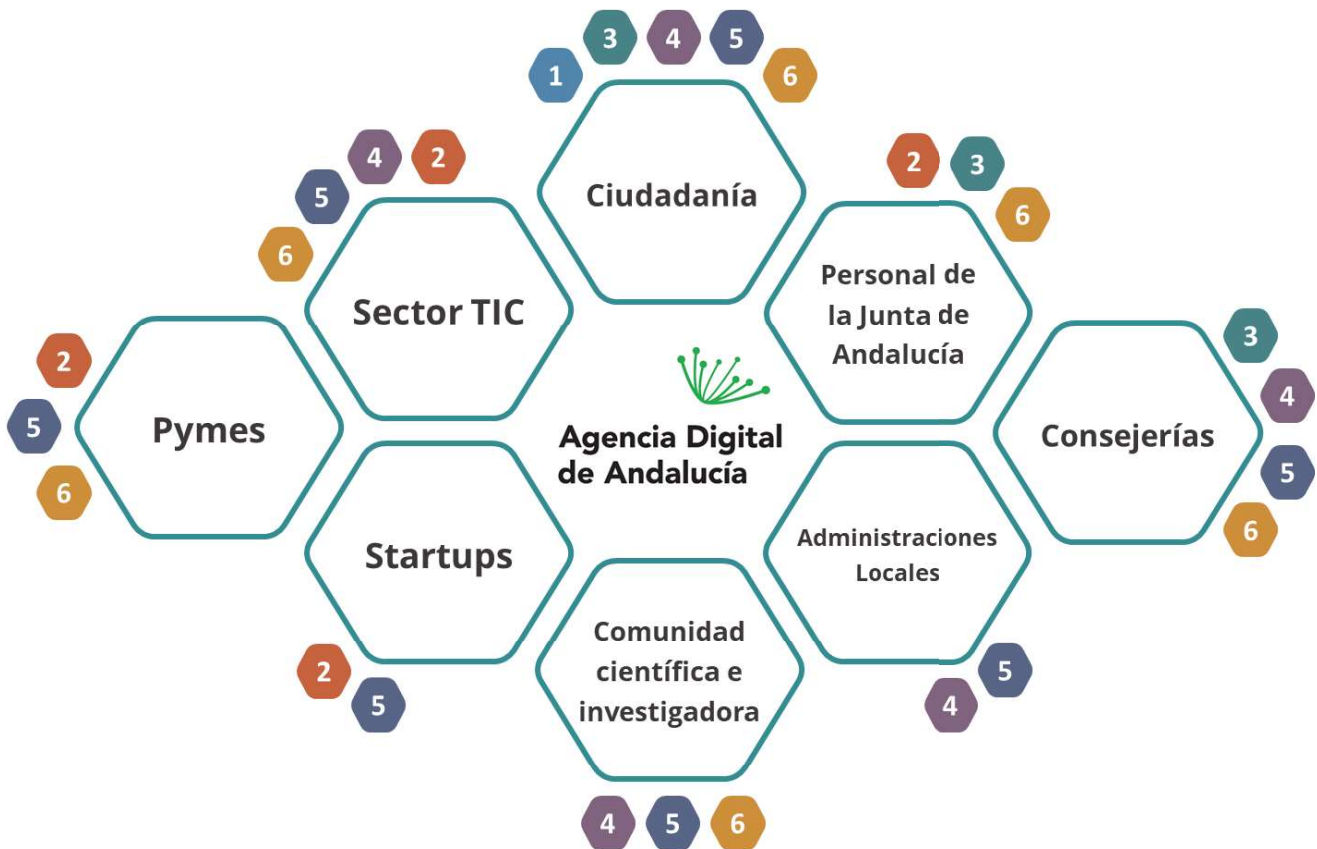 3 4 5
1 6
Ciudadanía
4 2
5
6
Sector TIC
2 3
6
Personal de
la Junta de
Andalucía
2
5
6
Pymes
Agencia Digital
de Andalucía
3
4
5
6
Consejerías
Startups
2
5
Administraciones
Locales
5
4
Comunidad
científica e
investigadora
4 5 6